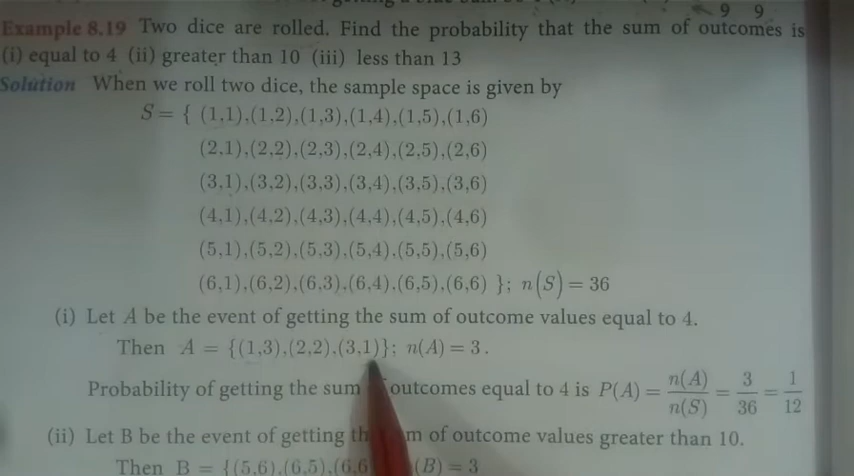 9 9
Example 8.19 Two dice are rolled. Find the probability that the sum of outcomes is
(i) equal to 4 (ii) greater than 10 (iii) less than 13
Solution When we roll two dice, the sample space is given by
S = { (1,1),(1,2),(1,3),(1,4),(1,5),(1,6)
(2,1),(2,2),(2,3),(2,4),(2,5),(2,6)
(3,1),(3,2),(3,3),(3,4),(3,5),(3,6)
(4,1),(4,2),(4,3),(4,4),(4,5),(4,6)
(5,1),(5,2),(5,3),(5,4),(5,5),(5,6)
(6,1),(6,2),(6,3),(6,4),(6,5),(6,6) }; n(S) = 36
(i) Let A be the event of getting the sum of outcome values equal to 4.
Then A = {(1,3),(2,2),(3,1)}; n(A) = 3.
Probability of getting the sum outcomes equal to 4 is P(A) = n(A)/n(S) = 3/36 = 1/12
(ii) Let B be the event of getting of outcome values greater than 10.
Then B = {(5,6),(6,5),(6,6 (B) = 3